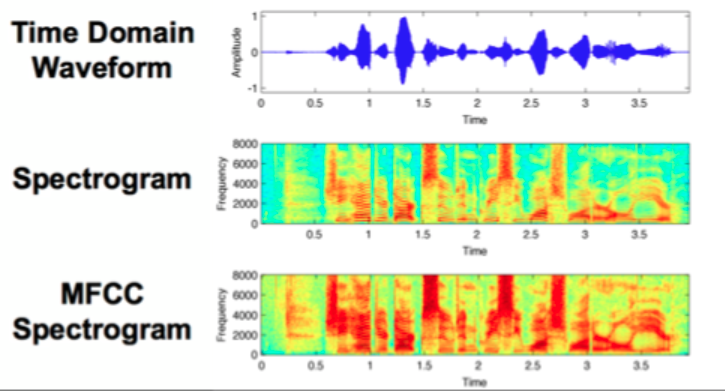 Time Domain
Waveform
Amplitude
1
0
-1
0 0.5 1 1.5 2 2.5 3 3.5
Time
Spectrogram
Frequency
8000
6000
4000
2000
0
0.5 1 1.5 2 2.5 3 3.5
Time
MFCC
Spectrogram
Frequency
8000
6000
4000
2000
0
0 0.5 1 1.5 2 2.5 3 3.5
Time